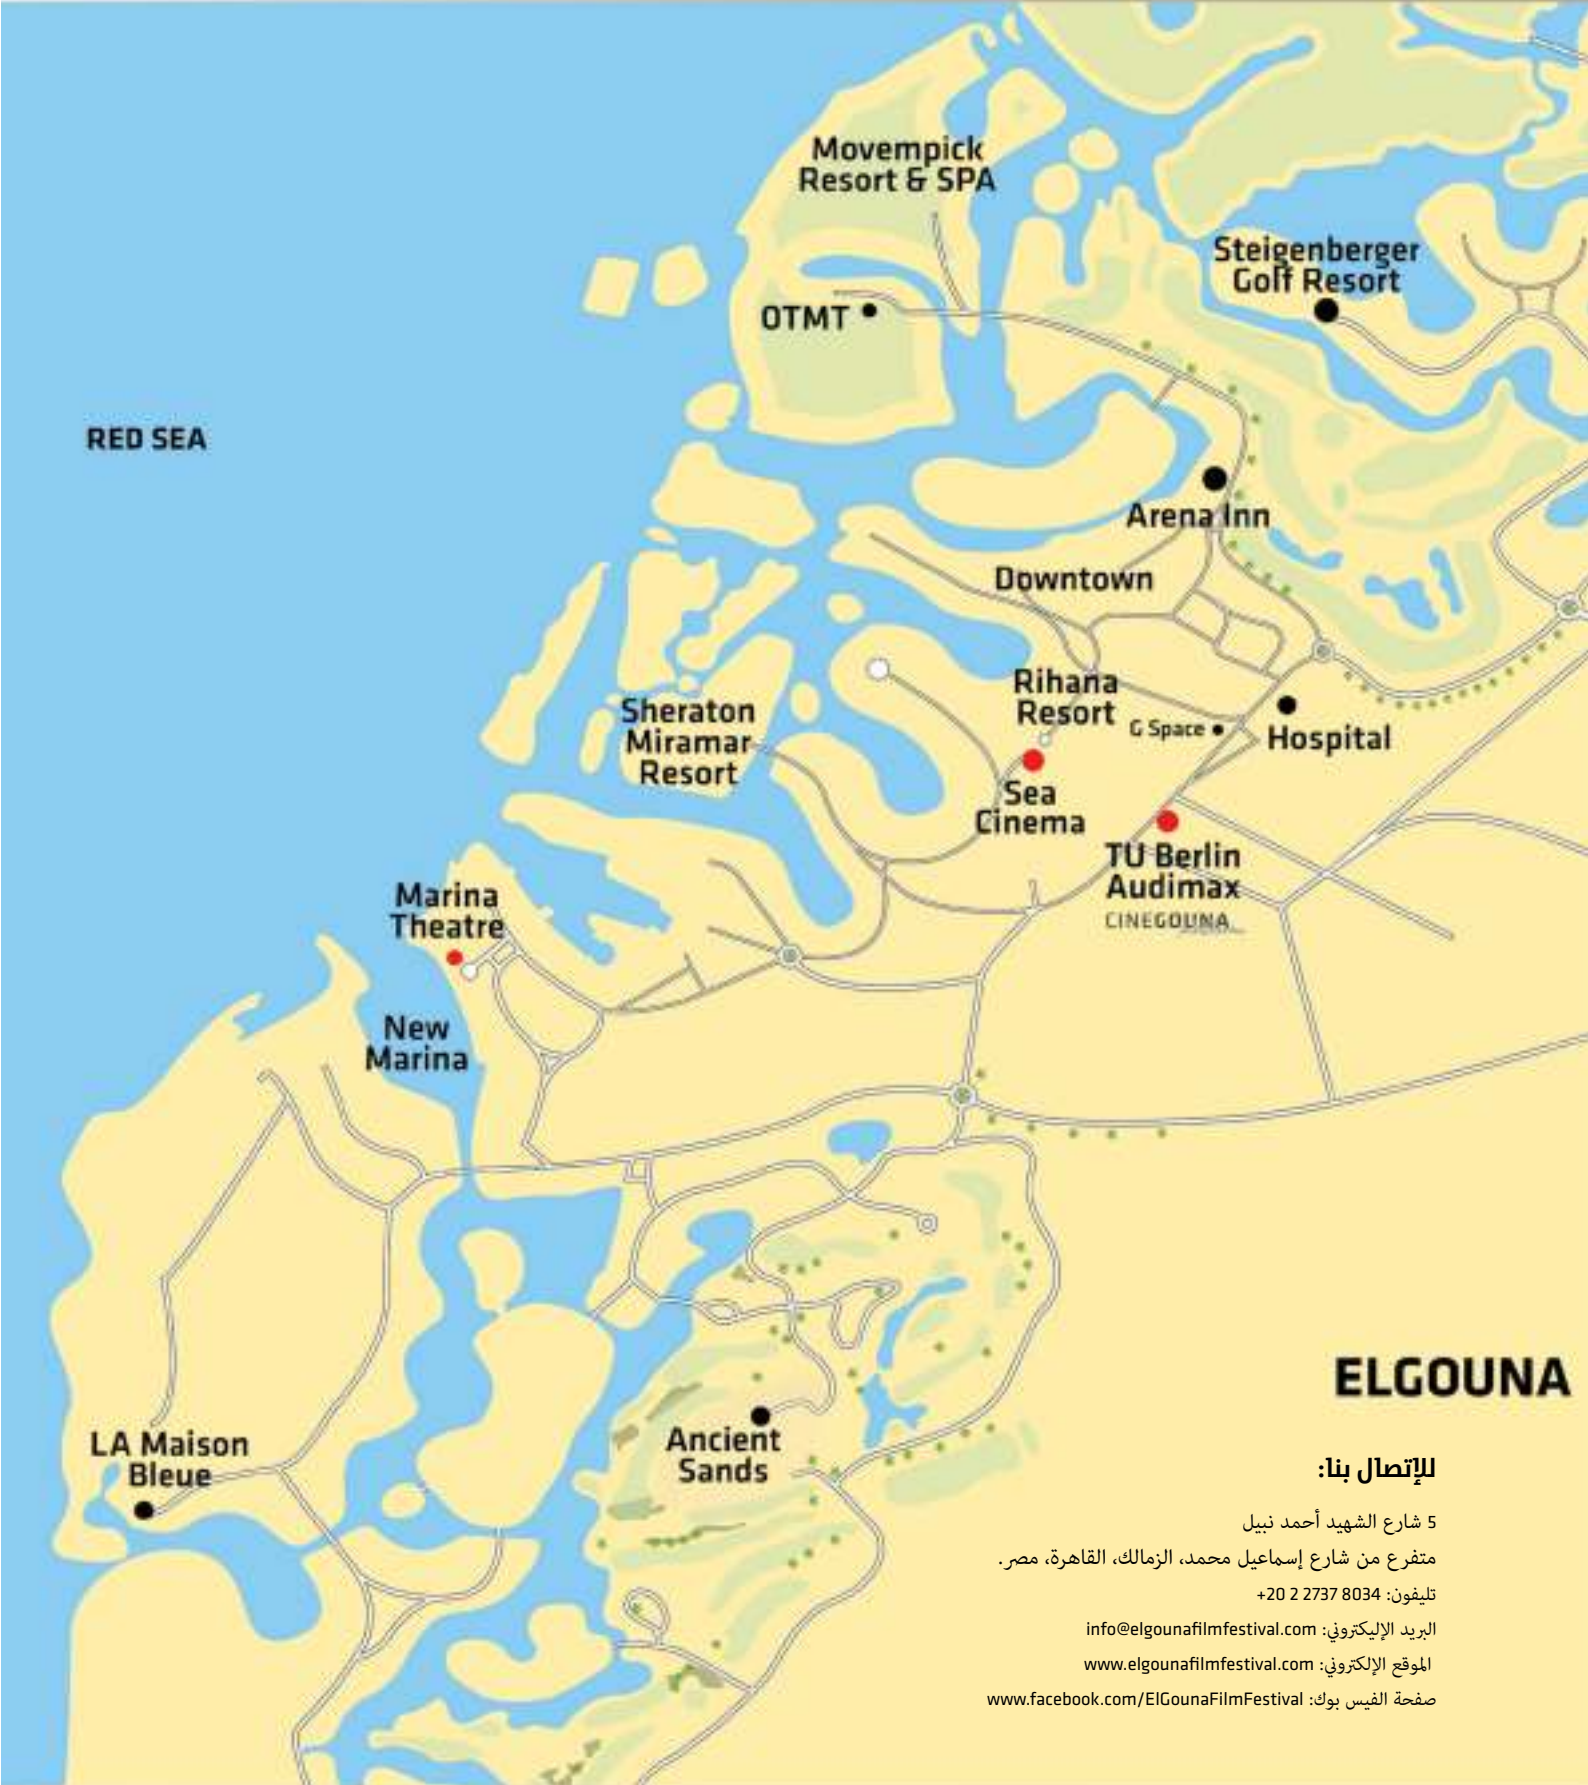 Movempick
Resort & SPA
Steigenberger
Golf Resort
OTMT
RED SEA
Arena Inn
Downtown
Rihana
Resort
G Space
Hospital
Sheraton
Miramar
Resort
Sea
Cinema
TU Berlin
Audimax
CINEGOUNA
Marina
Theatre
New
Marina
ELGOUNA
LA Maison
Bleue
Ancient
Sands
للإتصال بنا:
5 شارع الشهيد أحمد نبيل
متفرع من شارع إسماعيل محمد، الزمالك، القاهرة، مصر.
تليفون: 8034 2737 2 20+
البريد الإليكتروني: info@elgounafilmfestival.com
الموقع الإلكتروني: www.elgounafilmfestival.com
صفحة الفيس بوك: www.facebook.com/ElGounaFilmFestival